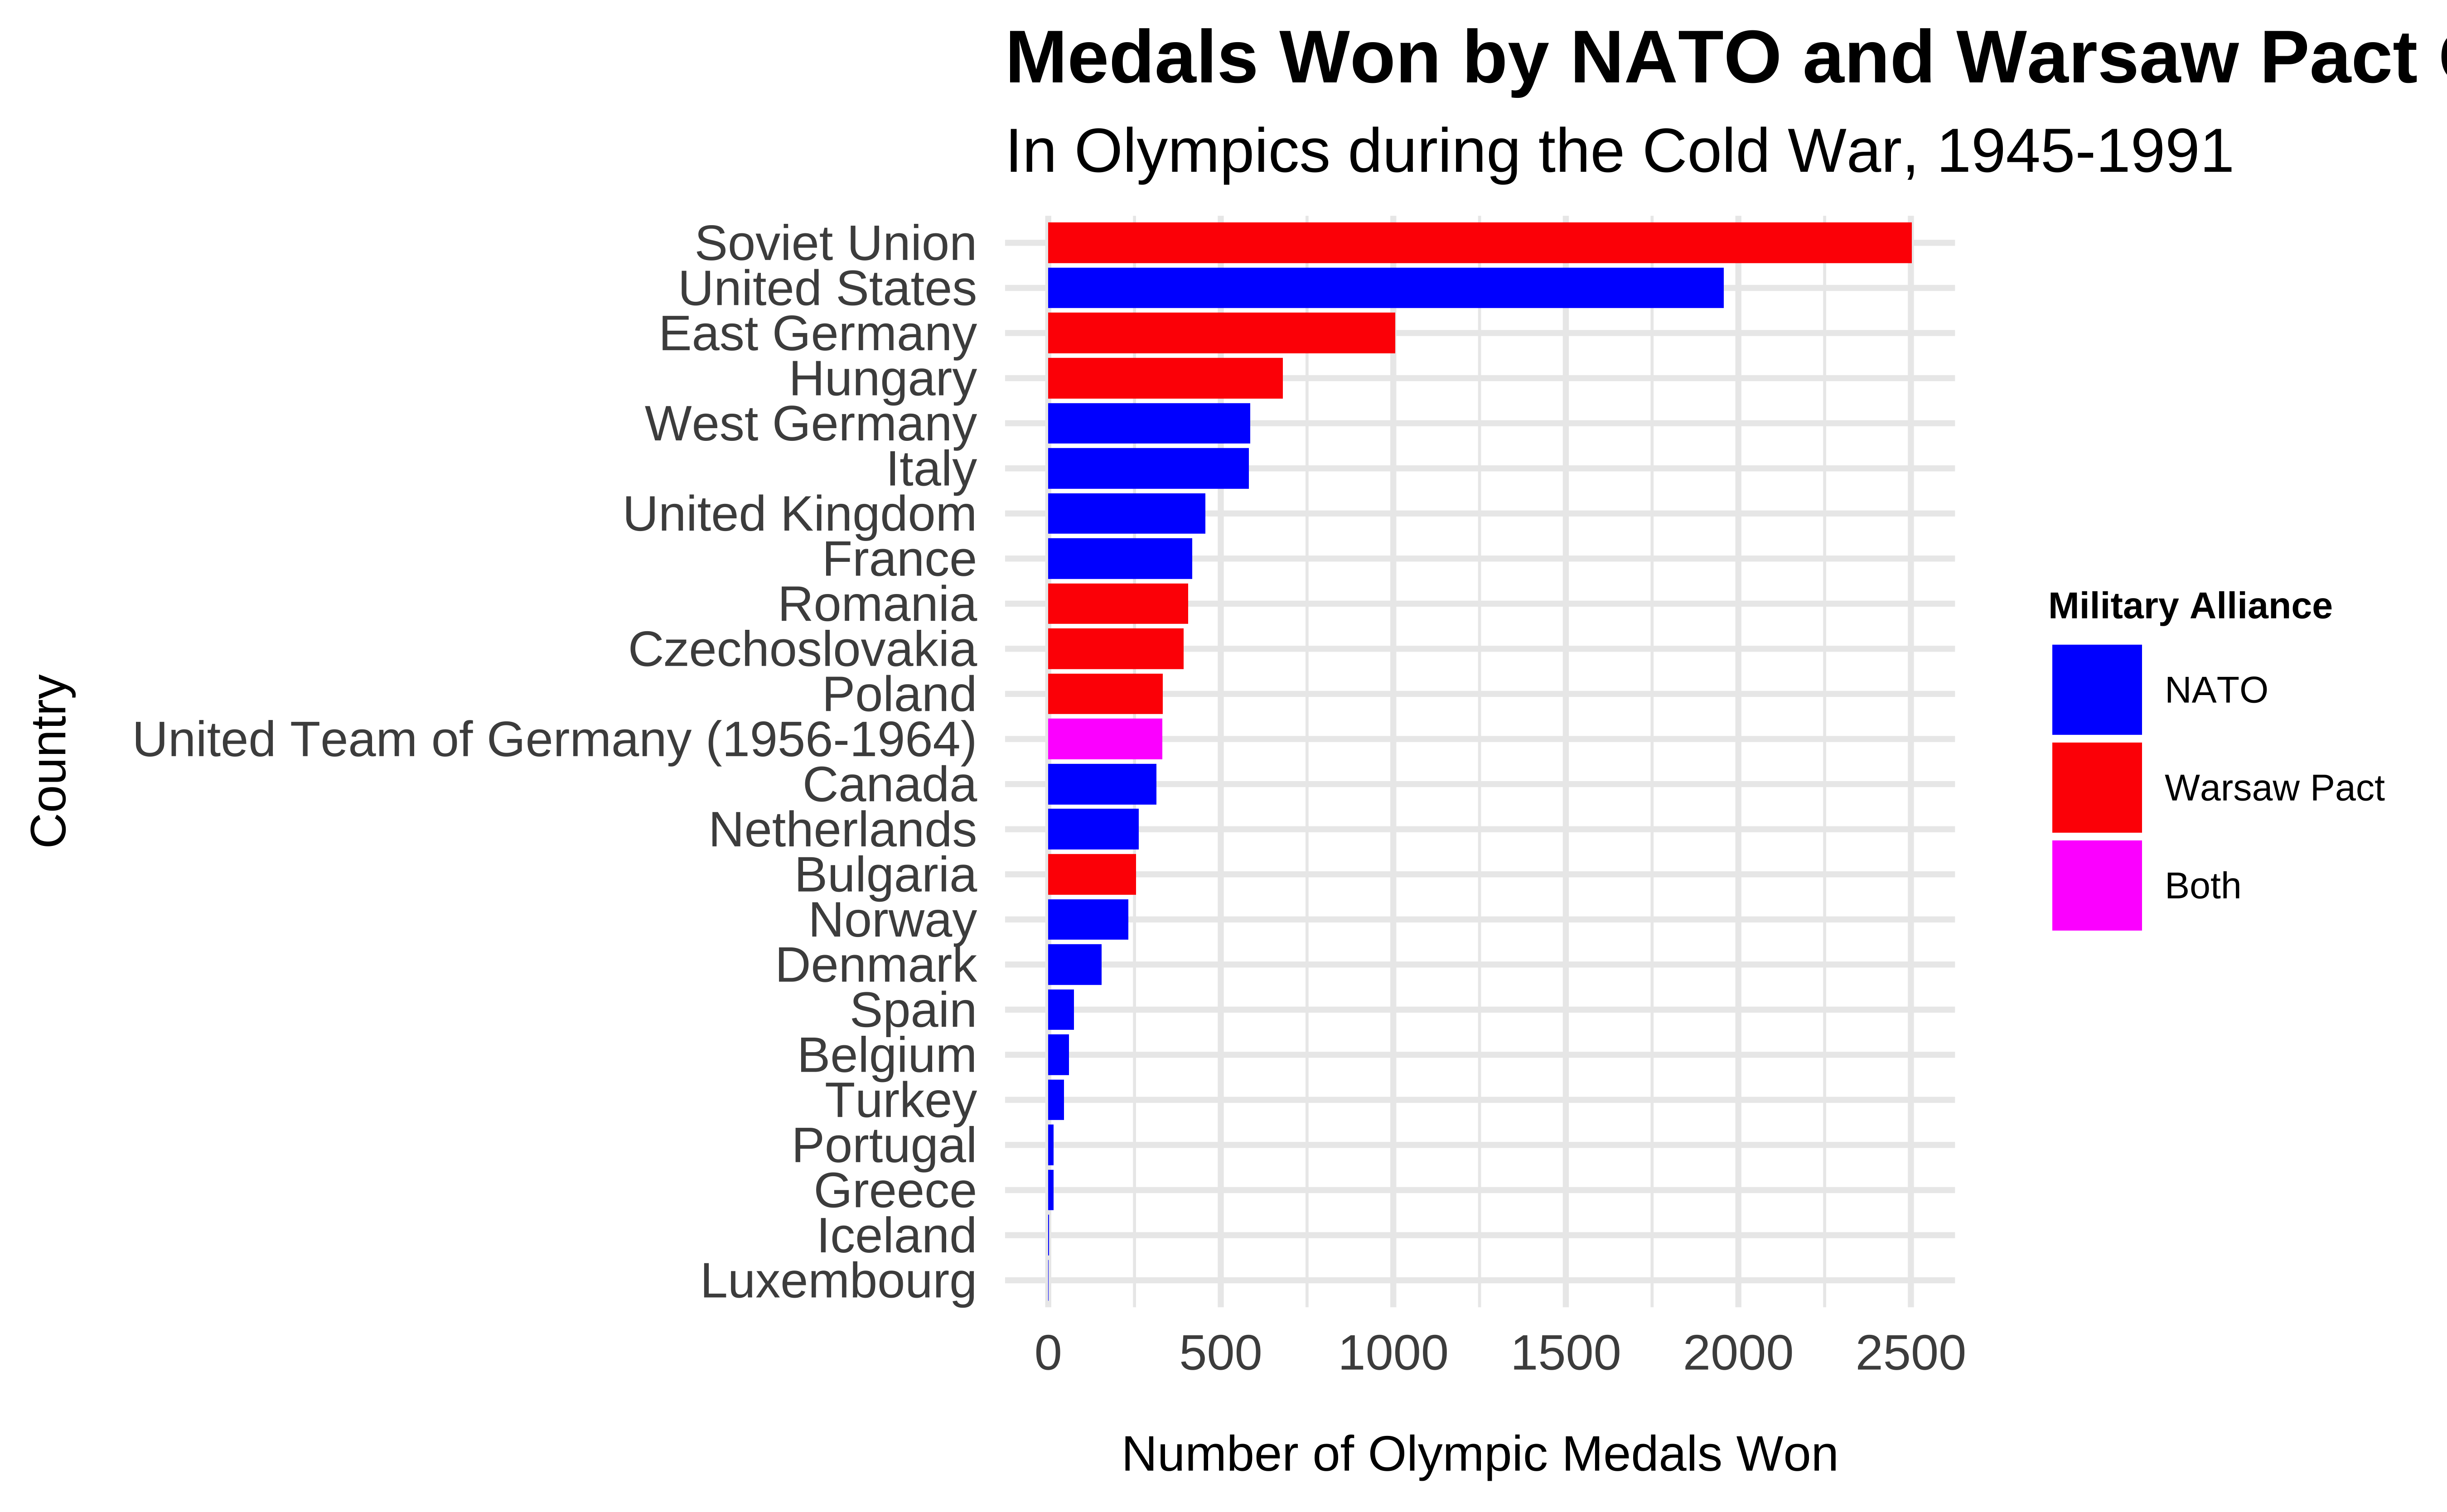 Medals Won by NATO and Warsaw Pact
In Olympics during the Cold War, 1945-1991
Soviet Union
United States
East Germany
Hungary
West Germany
Italy
United Kingdom
France
Romania
Czechoslovakia
Poland
United Team of Germany (1956-1964)
Canada
Netherlands
Bulgaria
Norway
Denmark
Spain
Belgium
Turkey
Portugal
Greece
Iceland
Luxembourg
Country
0 500 1000 1500 2000 2500
Number of Olympic Medals Won
Military Alliance
NATO
Warsaw Pact
Both